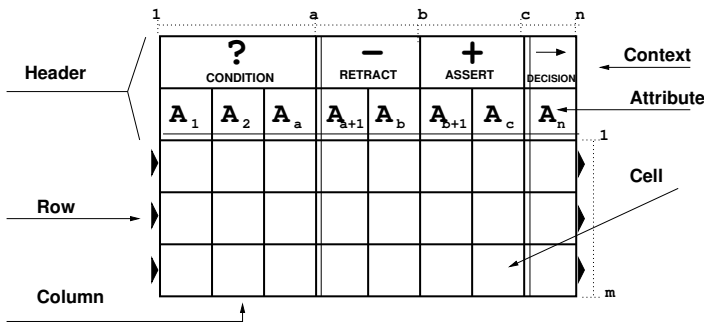 1 a b c n
? − + →
CONDITION RETRACT ASSERT DECISION
Context
Header
Attribute
A1 A2 Aa Aa+1 Ab Ab+1 Ac An
1
Cell
Row
Column
m